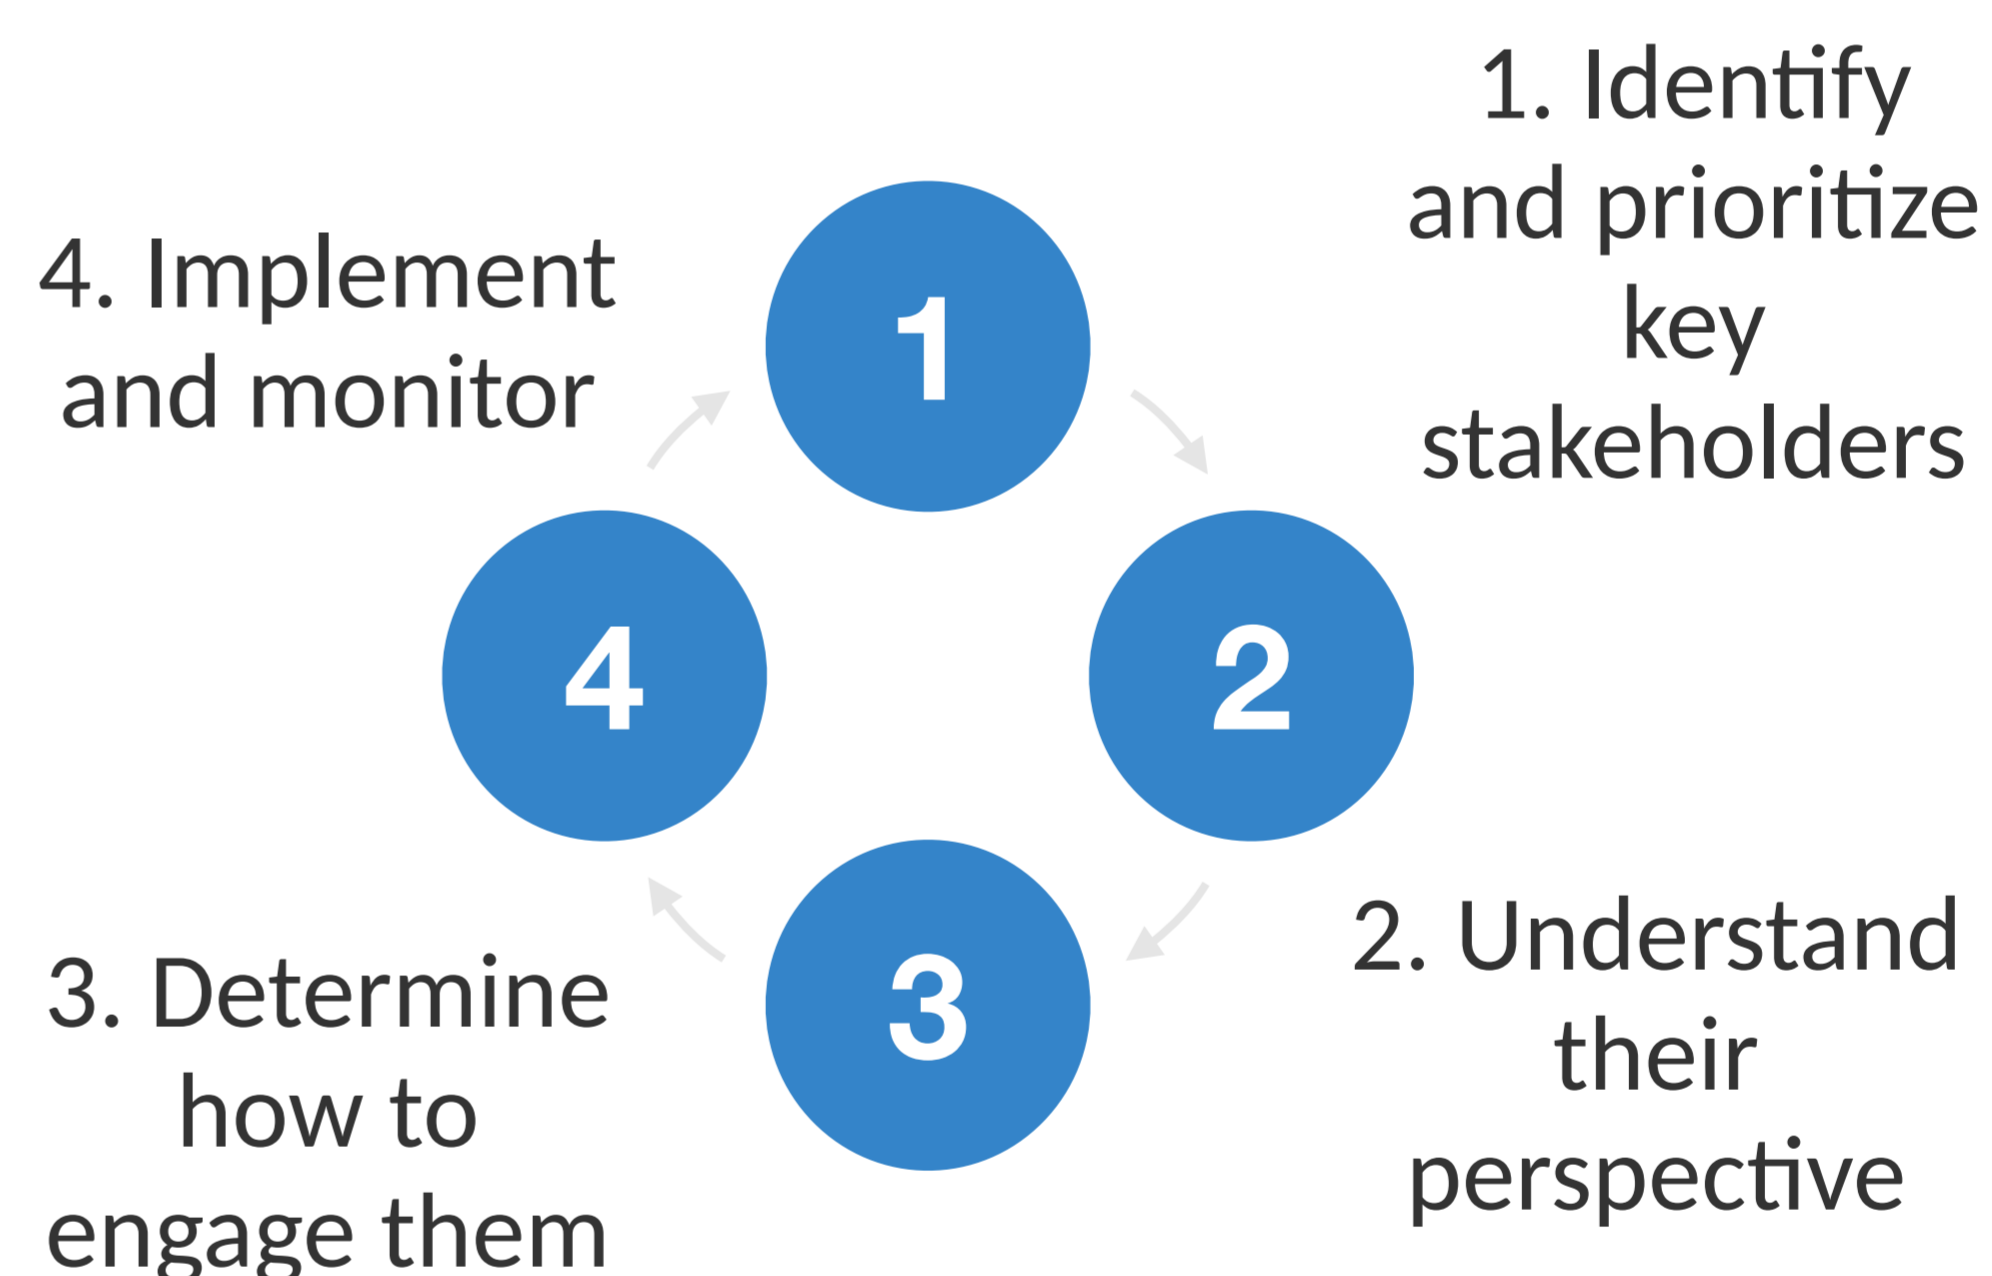 1. Identify
and prioritize
key
stakeholders
4. Implement
and monitor
1
4
2
3
3. Determine
how to
engage them
2. Understand
their
perspective